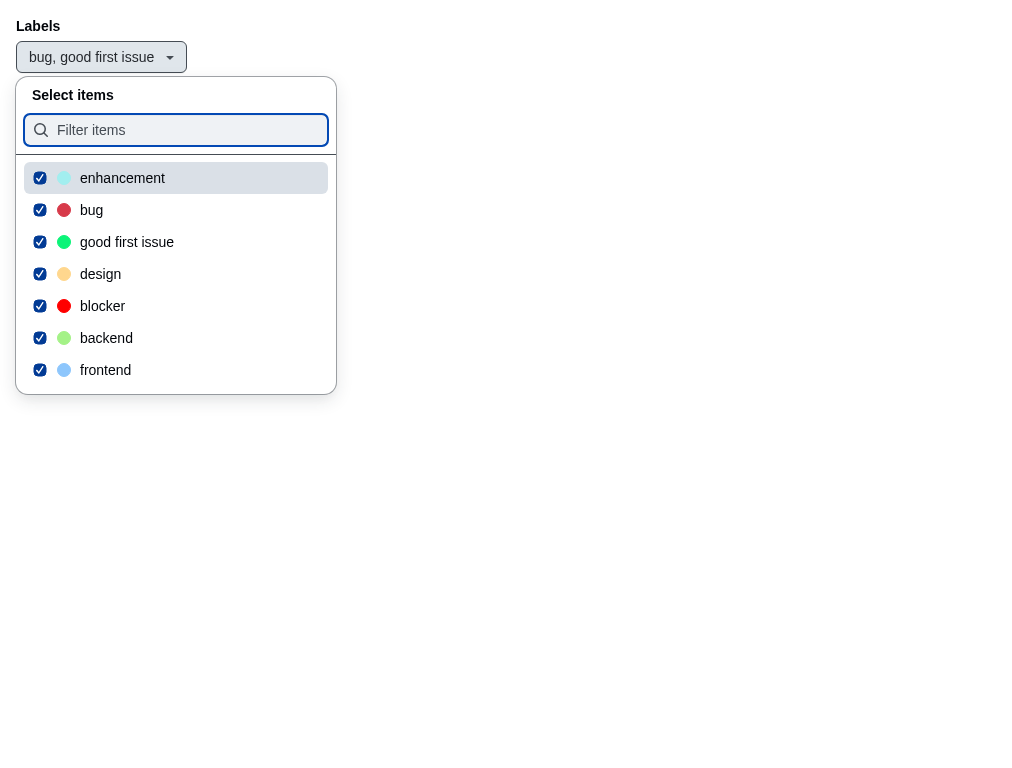 Labels
bug, good first issue
Select items
Filter items
enhancement
bug
good first issue
design
blocker
backend
frontend